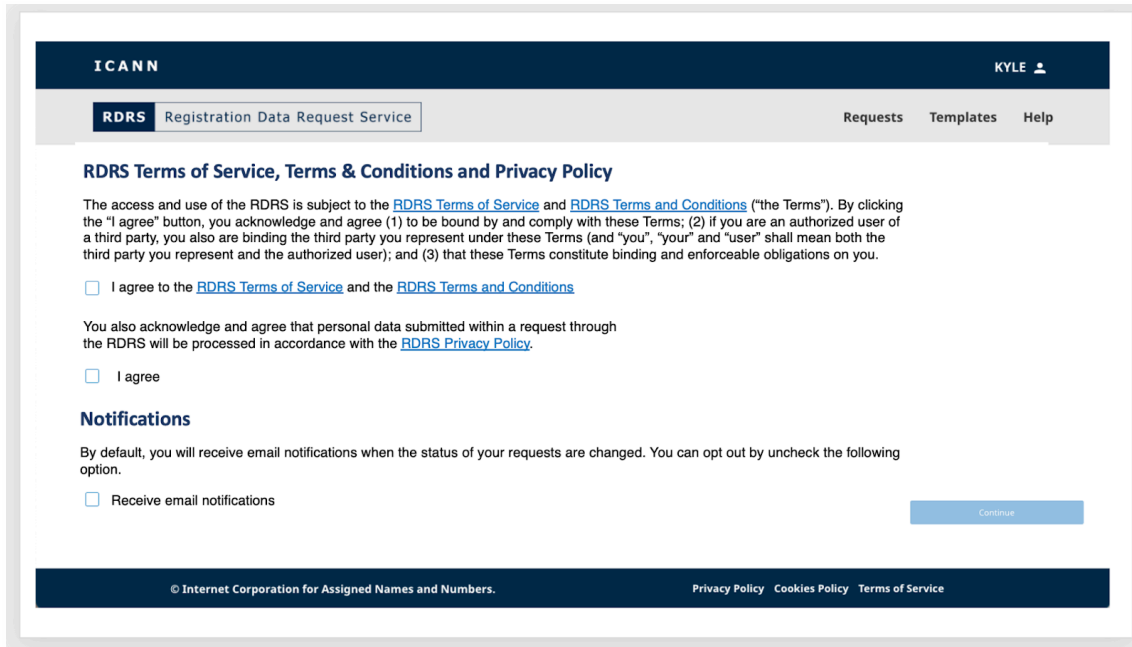 ICANN
KYLE
RDRS Registration Data Request Service
Requests Templates Help
RDRS Terms of Service, Terms & Conditions and Privacy Policy
The access and use of the RDRS is subject to the RDRS Terms of Service and RDRS Terms and Conditions (“the Terms”). By clicking
the “I agree” button, you acknowledge and agree (1) to be bound by and comply with these Terms; (2) if you are an authorized user of
a third party, you also are binding the third party you represent under these Terms (and “you”, “your” and “user” shall mean both the
third party you represent and the authorized user); and (3) that these Terms constitute binding and enforceable obligations on you.
I agree to the RDRS Terms of Service and the RDRS Terms and Conditions
You also acknowledge and agree that personal data submitted within a request through
the RDRS will be processed in accordance with the RDRS Privacy Policy.
I agree
Notifications
By default, you will receive email notifications when the status of your requests are changed. You can opt out by uncheck the following
option.
Receive email notifications
Continue
© Internet Corporation for Assigned Names and Numbers.
Privacy Policy Cookies Policy Terms of Service